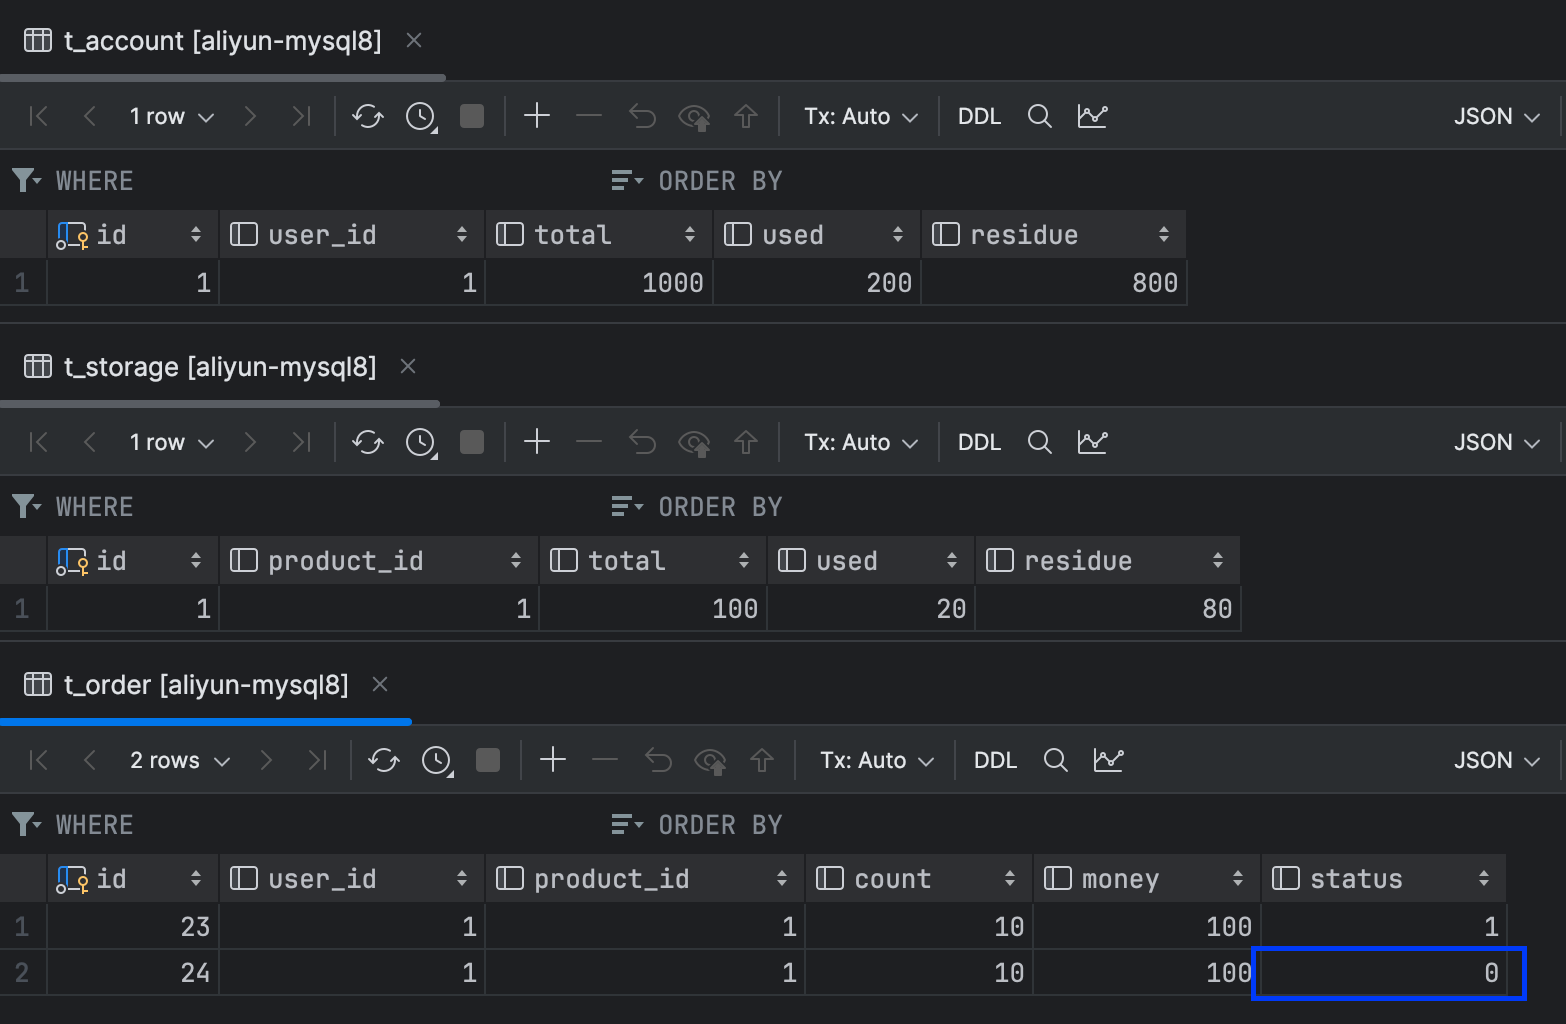 t_account [aliyun-mysql8]
1 row Tx: Auto DDL JSON
WHERE ORDER BY
id user_id total used residue
1 1 1 1000 200 800
t_storage [aliyun-mysql8]
1 row Tx: Auto DDL JSON
WHERE ORDER BY
id product_id total used residue
1 1 1 100 20 80
t_order [aliyun-mysql8]
2 rows Tx: Auto DDL JSON
WHERE ORDER BY
id user_id product_id count money status
1 23 1 1 10 100 1
2 24 1 1 10 100 0